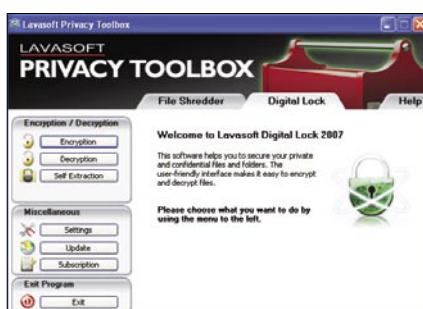 Lavasoft Privacy Toolbox
LAVASOFT
PRIVACY TOOLBOX
File Shredder
Digital Lock
Help
Encryption / Decryption
Encryption
Decryption
Self Extraction
Miscellaneous
Settings
Update
Subscription
Exit Program
Exit
Welcome to Lavasoft Digital Lock 2007
This software helps you to secure your private
and confidential files and folders. The
user-friendly interface makes it easy to encrypt
and decrypt files.
Please choose what you want to do by
using the menu to the left.